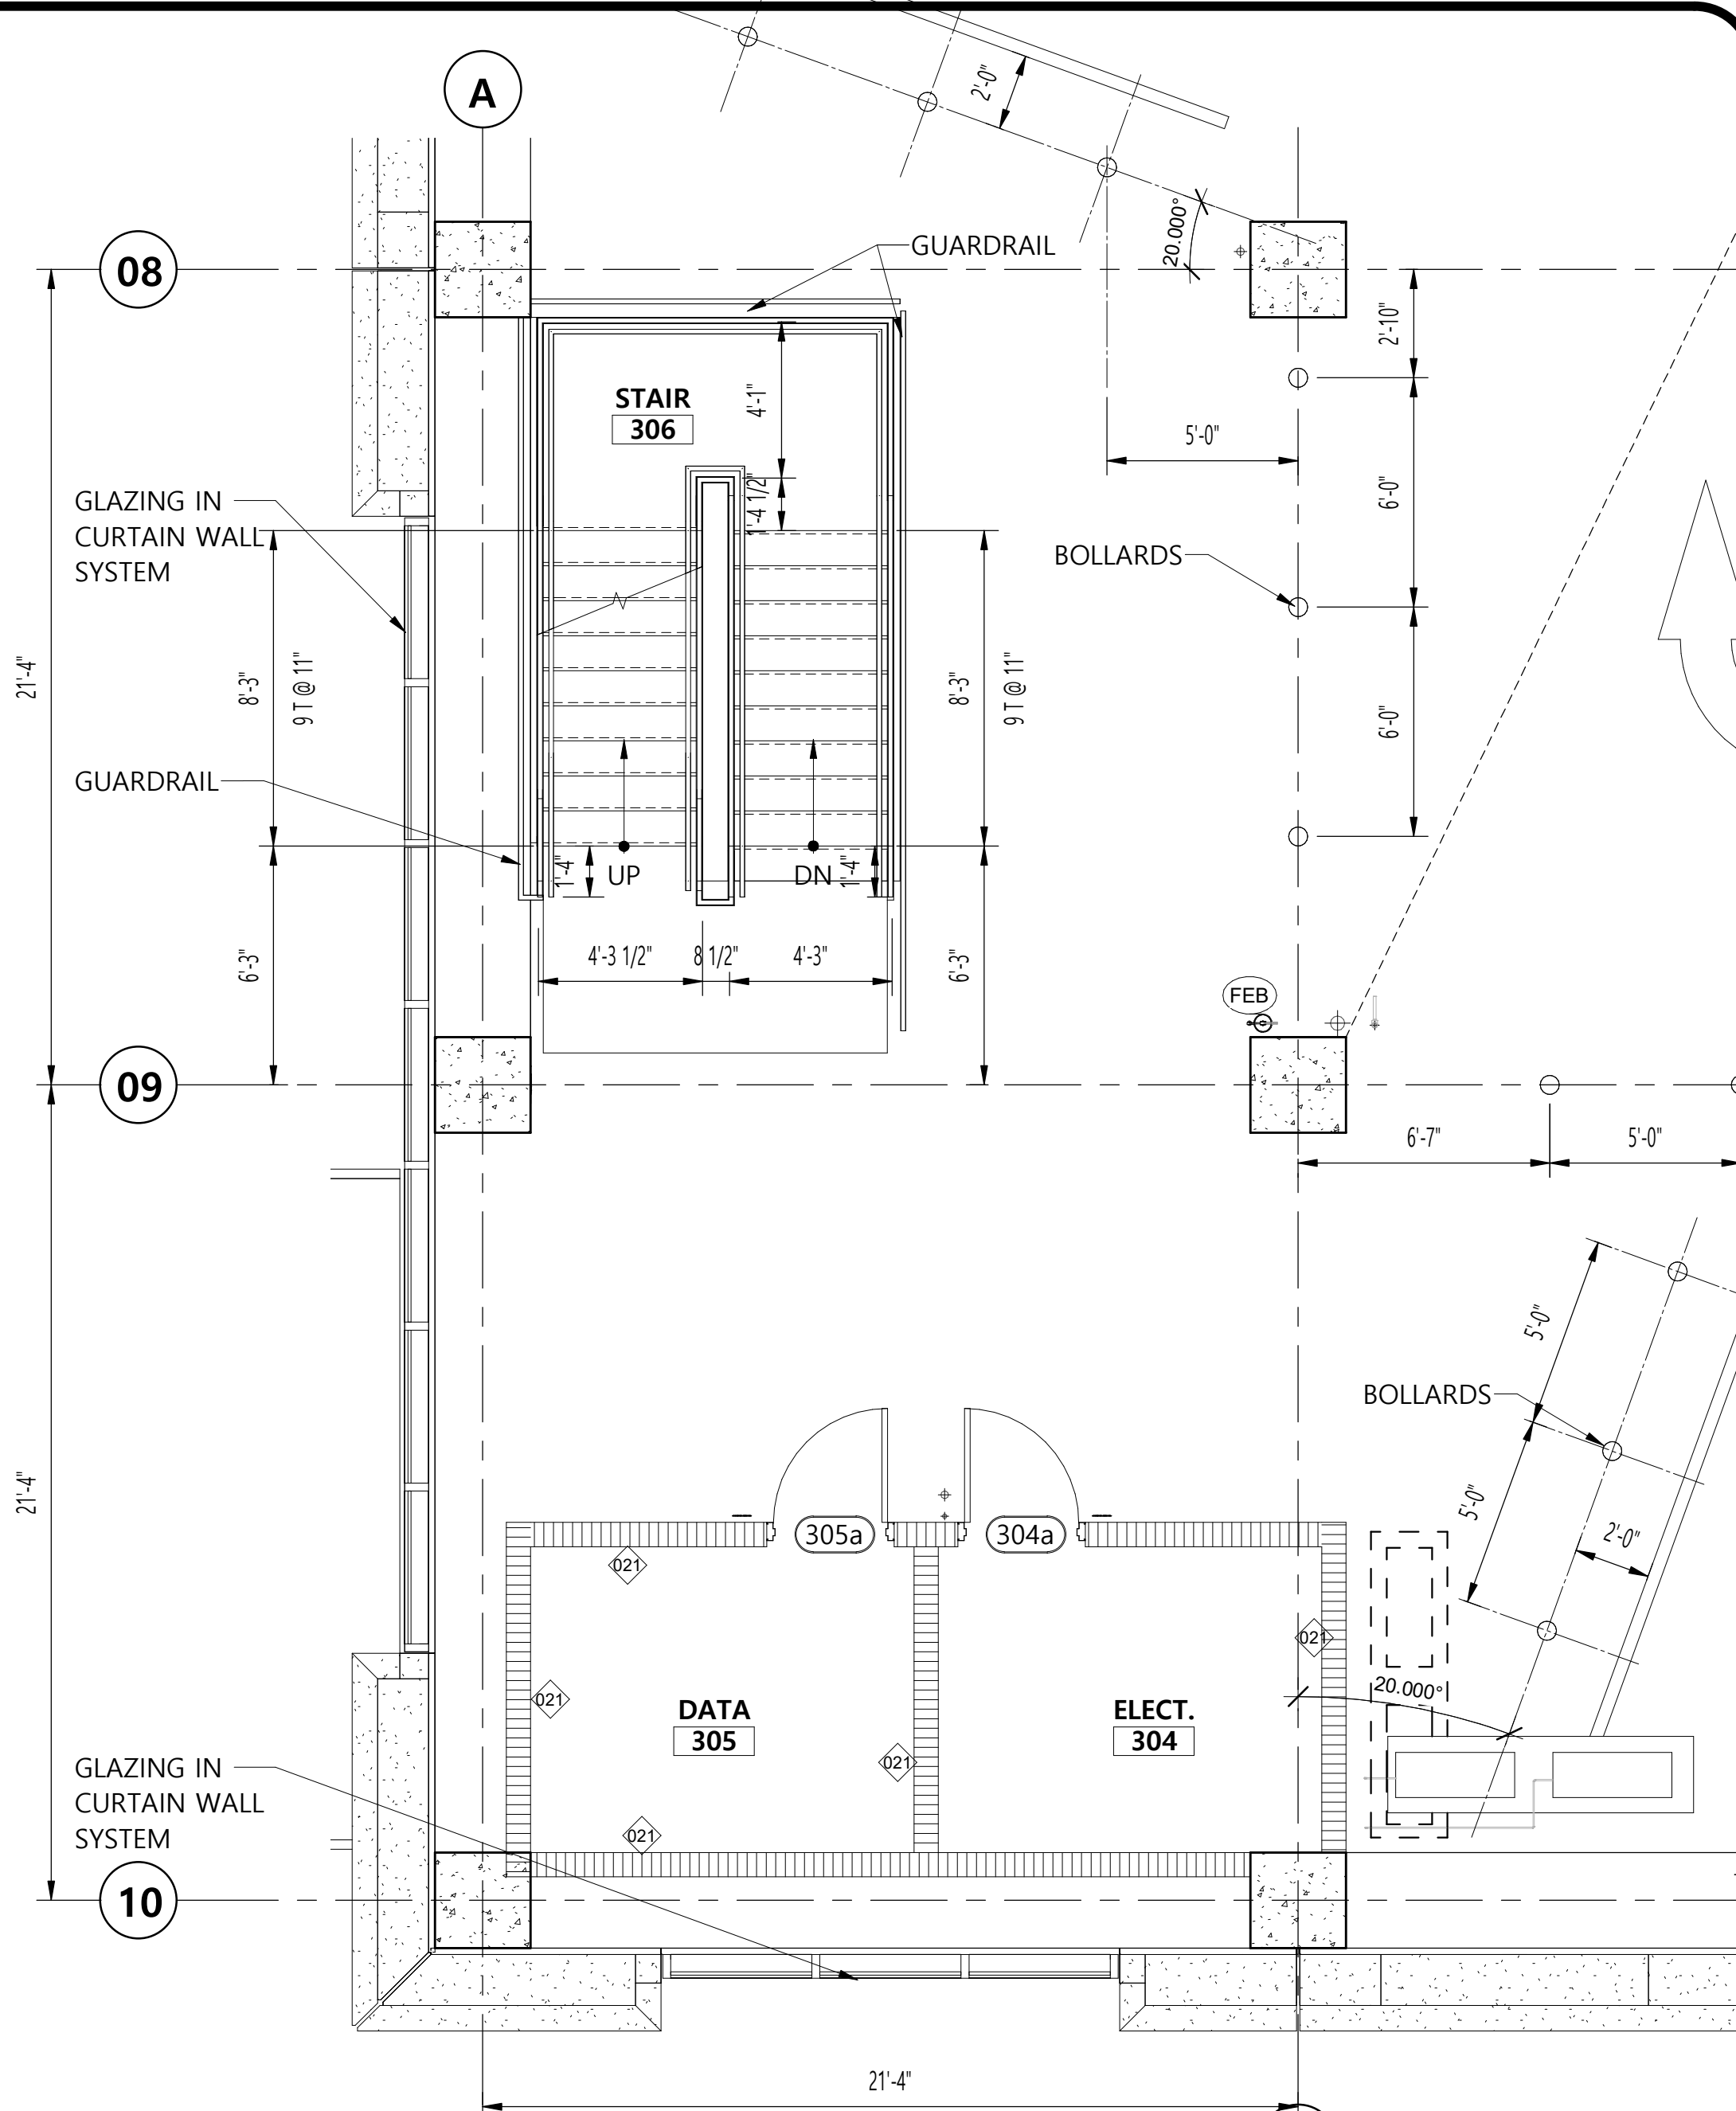 A
2'-0"
20.000°
GUARDRAIL
08
2'-10"
STAIR
306
4'-1"
5'-0"
1'-4 1/2"
6'-0"
GLAZING IN
CURTAIN WALL
SYSTEM
BOLLARDS
21'-4"
8'-3"
9 T @ 11"
8'-3"
9 T @ 11"
6'-0"
GUARDRAIL
1'-4"
UP
DN
1'-4"
6'-3"
4'-3 1/2"
8 1/2"
4'-3"
6'-3"
FEB
09
6'-7"
5'-0"
5'-0"
BOLLARDS
21'-4"
5'-0"
2'-0"
305a
304a
021
021
021
20.000°
DATA
305
ELECT.
304
021
GLAZING IN
CURTAIN WALL
SYSTEM
021
10
21'-4"